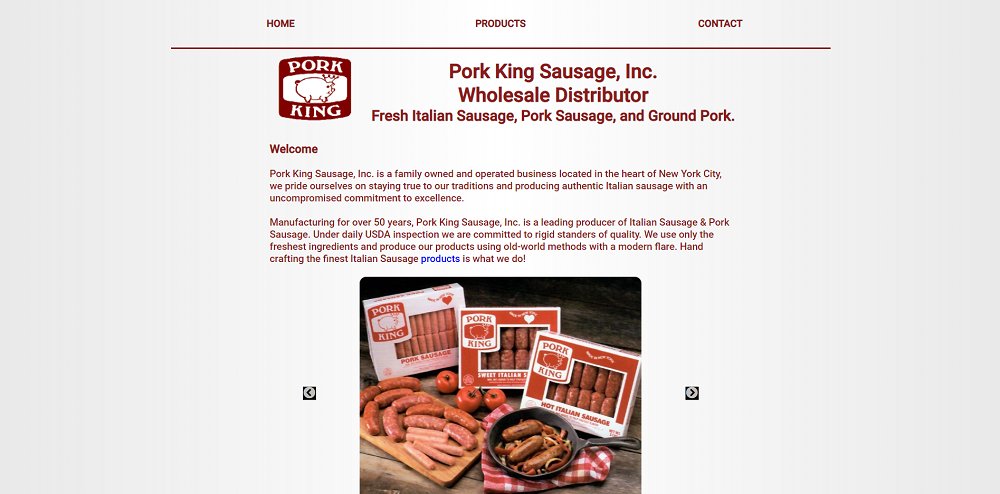 HOME PRODUCTS CONTACT
PORK
KING
Pork King Sausage, Inc.
Wholesale Distributor
Fresh Italian Sausage, Pork Sausage, and Ground Pork.
Welcome
Pork King Sausage, Inc. is a family owned and operated business located in the heart of New York City,
we pride ourselves on staying true to our traditions and producing authentic Italian sausage with an
uncompromised commitment to excellence.
Manufacturing for over 50 years, Pork King Sausage, Inc. is a leading producer of Italian Sausage & Pork
Sausage. Under daily USDA inspection we are committed to rigid standers of quality. We use only the
freshest ingredients and produce our products using old-world methods with a modern flare. Hand
crafting the finest Italian Sausage products is what we do!
PORK
KING
PORK SAUSAGE
PORK
KING
SWEET ITALIAN S
PORK
KING
HOT ITALIAN SAUSAGE